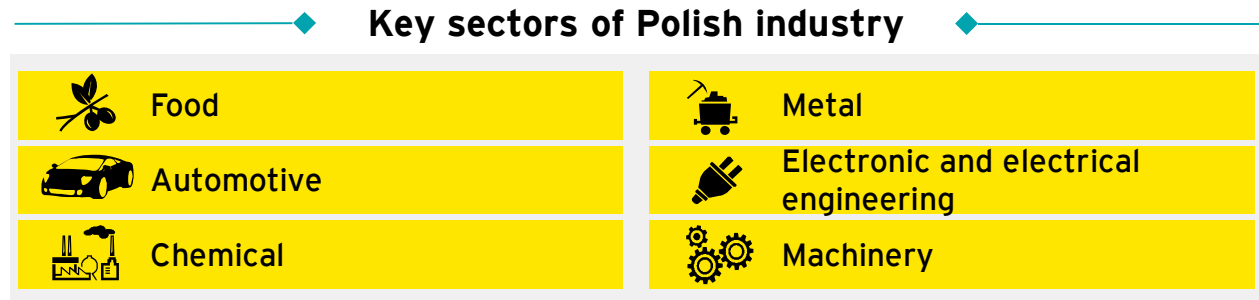 Key sectors of Polish industry
Food
Metal
Automotive
Electronic and electrical
engineering
Chemical
Machinery